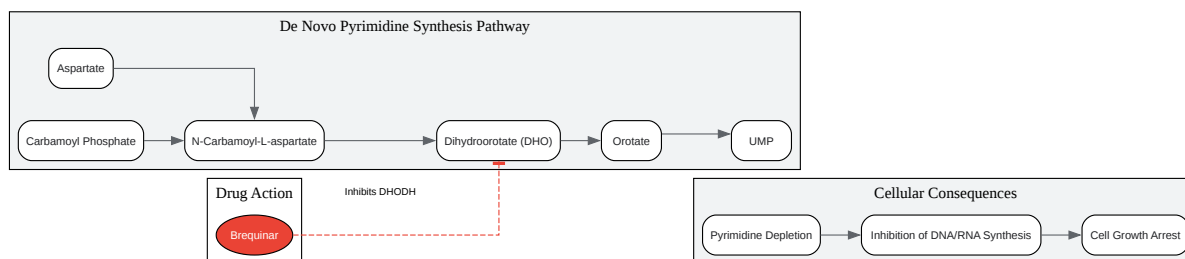 De Novo Pyrimidine Synthesis Pathway
Aspartate
Carbamoyl Phosphate
N-Carbamoyl-L-aspartate
Dihydroorotate (DHO)
Orotate
UMP
Drug Action
Inhibits DHODH
Brequinar
Cellular Consequences
Pyrimidine Depletion
Inhibition of DNA/RNA Synthesis
Cell Growth Arrest